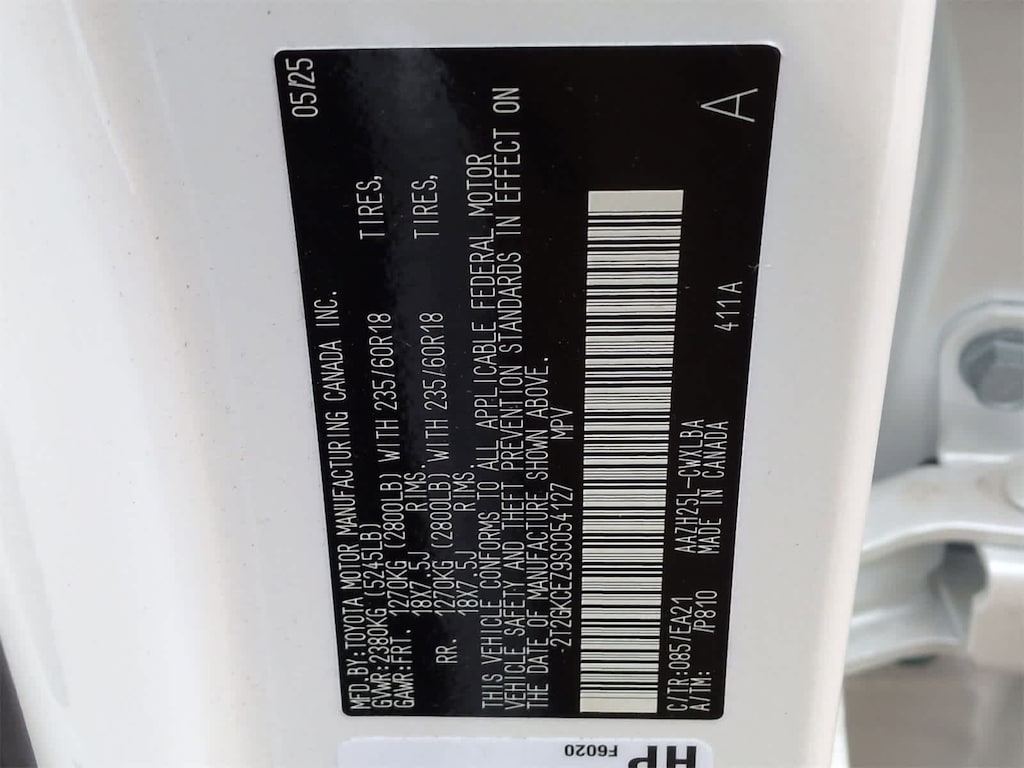 05/25
MFD.BY:TOYOTA MOTOR MANUFACTURING CANADA INC.
GVWR:2380KG (5245LB)
GAWR:FRT. 1270KG (2800LB) WITH 235/60R18 TIRES,
18X7.5J RIMS.
RR. 1270KG (2800LB) WITH 235/60R18 TIRES,
18X7.5J RIMS.
THIS VEHICLE CONFORMS TO ALL APPLICABLE FEDERAL MOTOR
VEHICLE SAFETY AND THEFT PREVENTION STANDARDS IN EFFECT ON
THE DATE OF MANUFACTURE SHOWN ABOVE.
2T2GKCEZ9SC054127 MPV
C/TR:085/EA21 AAZH25L-CWXLBA 411A
A/TM: /P810 MADE IN CANADA
A
HP
F6020